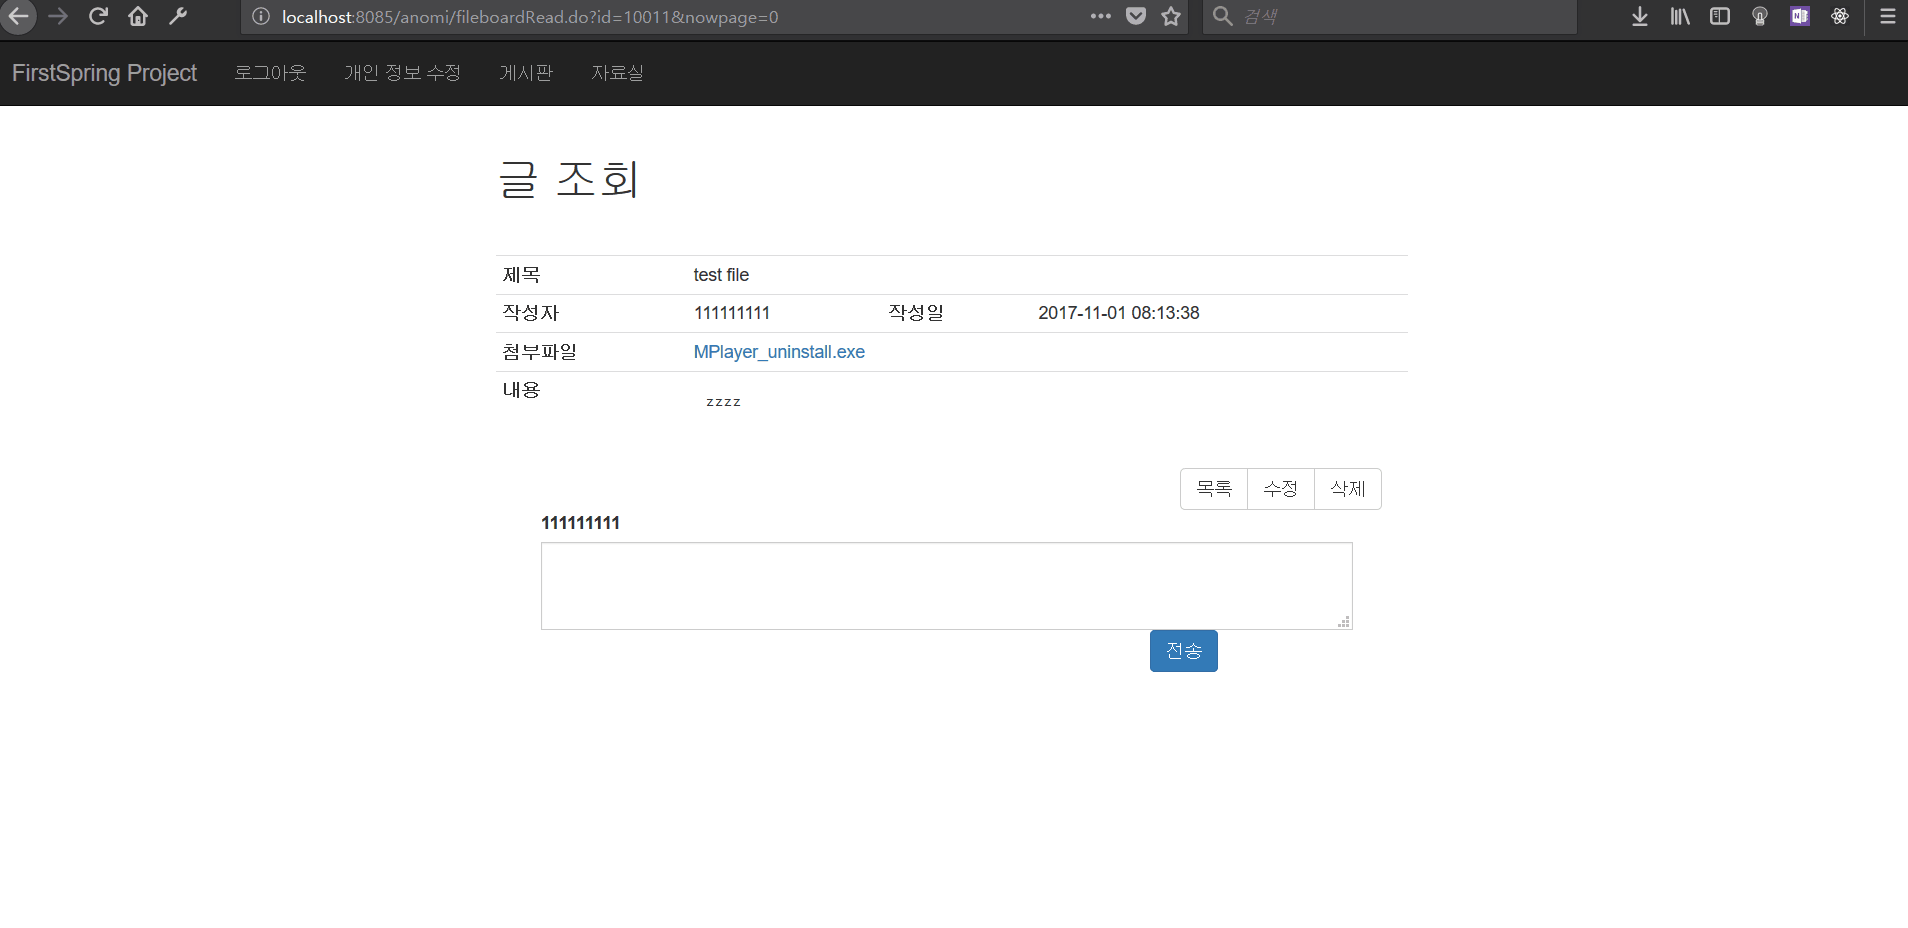 localhost:8085/anomi/fileboardRead.do?id=10011&nowpage=0 검색
FirstSpring Project 로그아웃 개인 정보 수정 게시판 자료실
글 조회
제목 test file
작성자 111111111 작성일 2017-11-01 08:13:38
첨부파일 MPlayer_uninstall.exe
내용 zzzz
목록 수정 삭제
111111111
전송